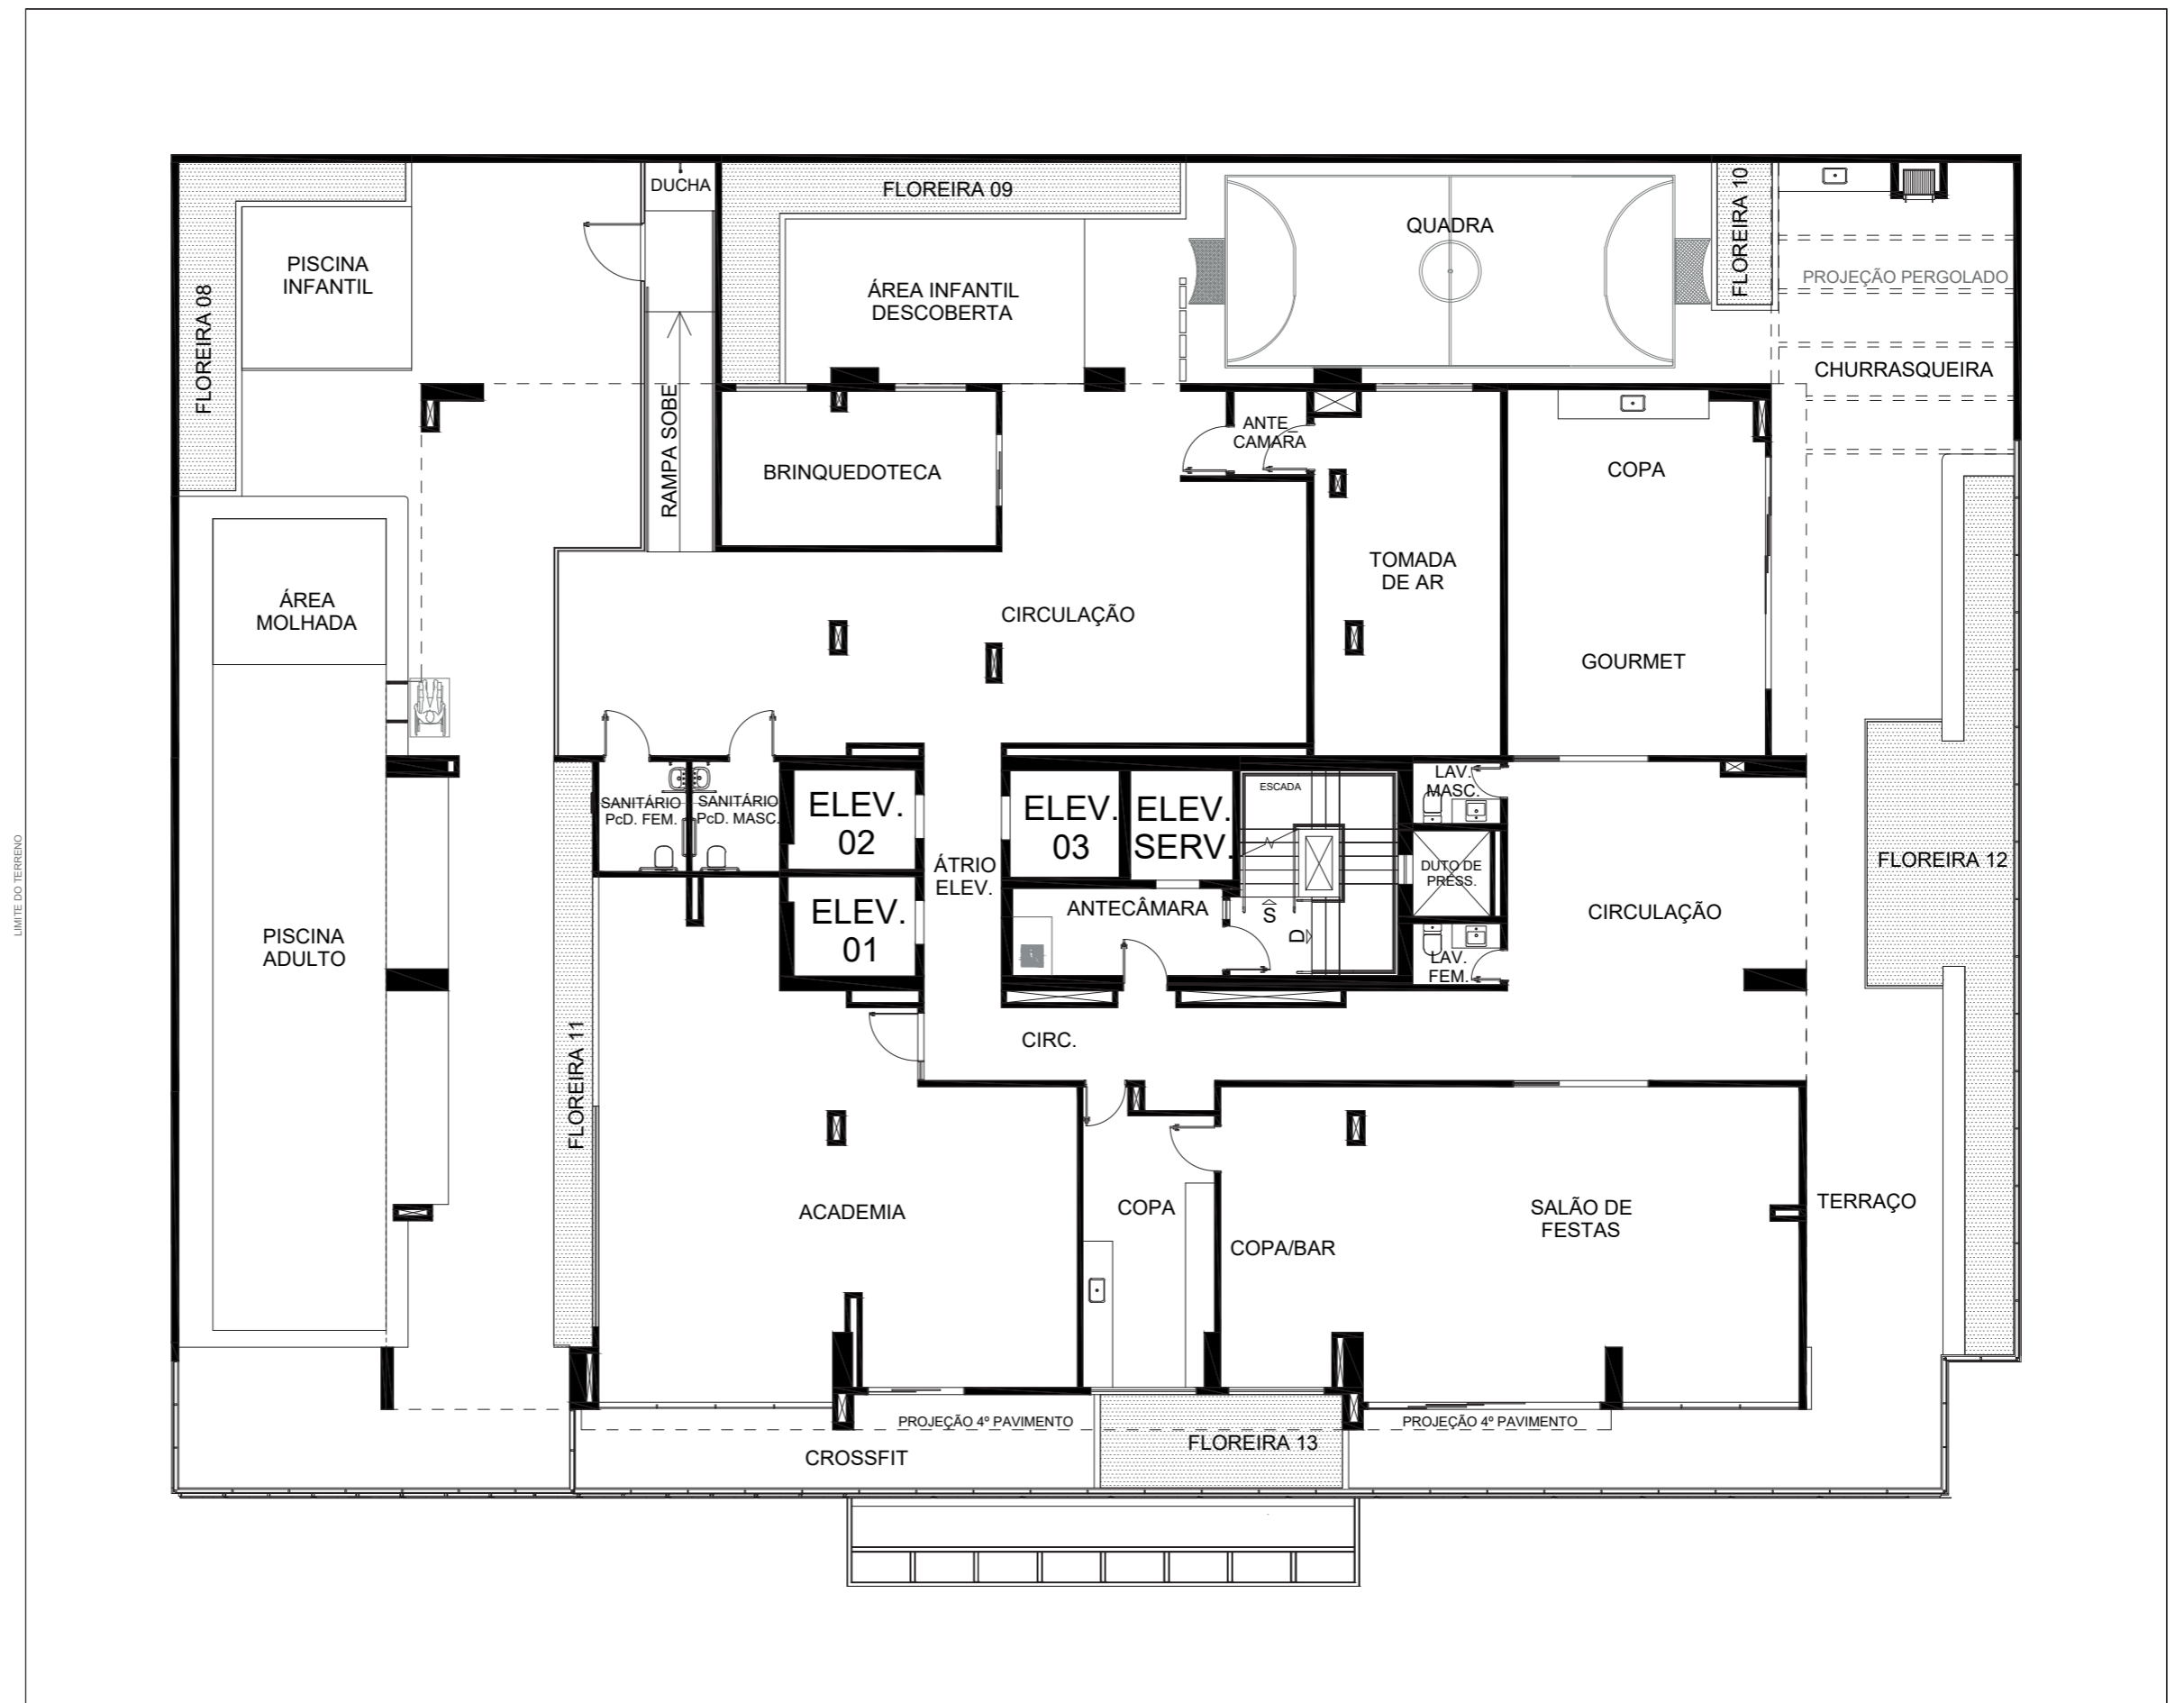 DUCHA
FLOREIRA 09
FLOREIRA 10
QUADRA
PISCINA
INFANTIL
FLOREIRA 08
ÁREA INFANTIL
DESCOBERTA
PROJEÇÃO PERGOLADO
CHURRASQUEIRA
RAMPA SOBE
BRINQUEDOTECA
ANTE_
CAMARA
COPA
TOMADA
DE AR
ÁREA
MOLHADA
CIRCULAÇÃO
GOURMET
SANITÁRIO
PcD. FEM.
SANITÁRIO
PcD. MASC.
ELEV.
02
ÁTRIO
ELEV.
ELEV.
03
ELEV.
SERV.
ESCADA
LAV.
MASC.
DUTO DE
PRESS.
FLOREIRA 12
LIMITE DO TERRENO
PISCINA
ADULTO
ELEV.
01
ANTECÂMARA
S
D
LAV.
FEM.
CIRCULAÇÃO
FLOREIRA 11
CIRC.
ACADEMIA
COPA
COPA/BAR
SALÃO DE
FESTAS
TERRAÇO
PROJEÇÃO 4º PAVIMENTO
PROJEÇÃO 4º PAVIMENTO
FLOREIRA 13
CROSSFIT